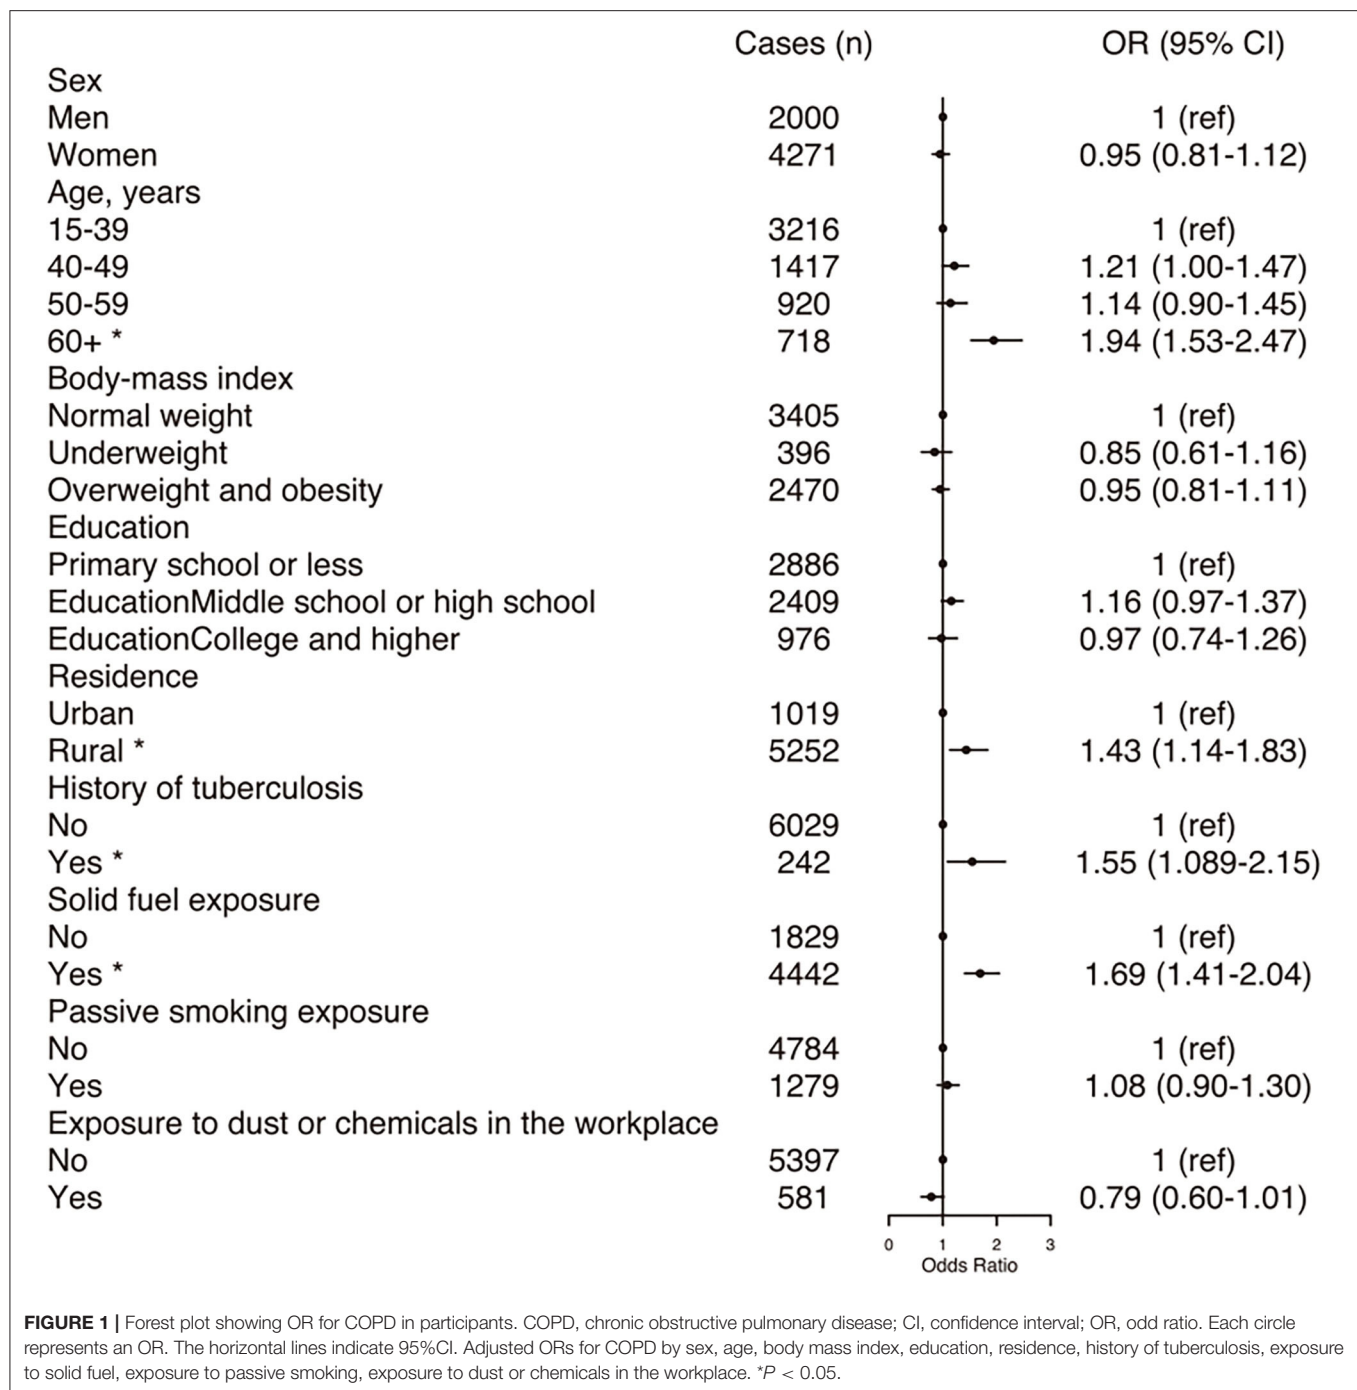 Cases (n) OR (95% CI)
Sex
Men 2000 1 (ref)
Women 4271 0.95 (0.81-1.12)
Age, years
15-39 3216 1 (ref)
40-49 1417 1.21 (1.00-1.47)
50-59 920 1.14 (0.90-1.45)
60+ * 718 1.94 (1.53-2.47)
Body-mass index
Normal weight 3405 1 (ref)
Underweight 396 0.85 (0.61-1.16)
Overweight and obesity 2470 0.95 (0.81-1.11)
Education
Primary school or less 2886 1 (ref)
EducationMiddle school or high school 2409 1.16 (0.97-1.37)
EducationCollege and higher 976 0.97 (0.74-1.26)
Residence
Urban 1019 1 (ref)
Rural * 5252 1.43 (1.14-1.83)
History of tuberculosis
No 6029 1 (ref)
Yes * 242 1.55 (1.089-2.15)
Solid fuel exposure
No 1829 1 (ref)
Yes * 4442 1.69 (1.41-2.04)
Passive smoking exposure
No 4784 1 (ref)
Yes 1279 1.08 (0.90-1.30)
Exposure to dust or chemicals in the workplace
No 5397 1 (ref)
Yes 581 0.79 (0.60-1.01)
0 1 2 3
Odds Ratio
FIGURE 1 | Forest plot showing OR for COPD in participants. COPD, chronic obstructive pulmonary disease; CI, confidence interval; OR, odd ratio. Each circle
represents an OR. The horizontal lines indicate 95%CI. Adjusted ORs for COPD by sex, age, body mass index, education, residence, history of tuberculosis, exposure
to solid fuel, exposure to passive smoking, exposure to dust or chemicals in the workplace. *P < 0.05.